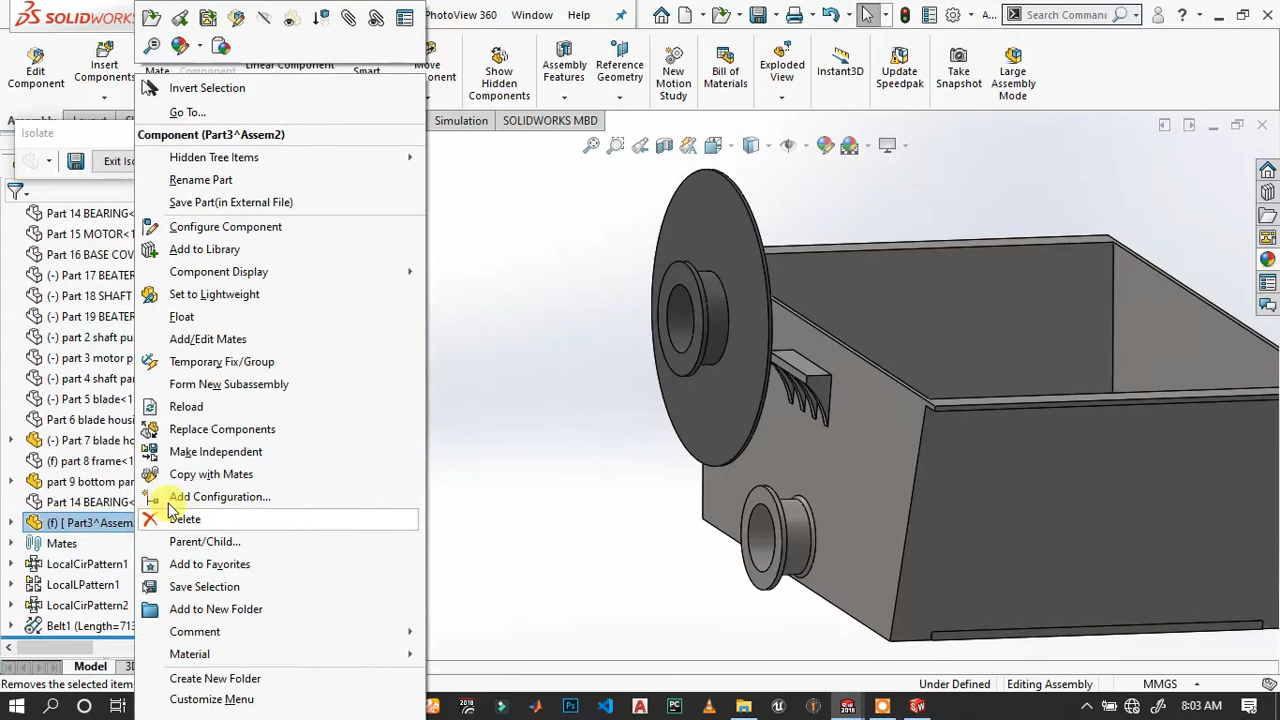 SOLIDWORKS
PhotoView 360
Window
A...
Search Comman
?
Edit
Component
Insert
Components
Mate
Component
Linear Component
Smart
Move
Component
Show
Hidden
Components
Assembly
Features
Reference
Geometry
New
Motion
Study
Bill of
Materials
Exploded
View
Instant3D
Update
Speedpak
Take
Snapshot
Large
Assembly
Mode
Simulation
SOLIDWORKS MBD
Isolate
Exit Iso
Invert Selection
Go To...
Component (Part3^Assem2)
Hidden Tree Items
Rename Part
Save Part(in External File)
Configure Component
Add to Library
Component Display
Set to Lightweight
Float
Add/Edit Mates
Temporary Fix/Group
Form New Subassembly
Reload
Replace Components
Make Independent
Copy with Mates
Add Configuration...
Delete
Parent/Child...
Add to Favorites
Save Selection
Add to New Folder
Comment
Material
Create New Folder
Customize Menu
Part 14 BEARING<
Part 15 MOTOR<1
Part 16 BASE COV
(-) Part 17 BEATER
(-) Part 18 SHAFT
(-) Part 19 BEATER
(-) part 2 shaft pu
(-) part 3 motor p
(-) part 4 shaft pa
(-) part 5 blade<1
Part 6 blade hous
(-) Part 7 blade ho
(f) part 8 frame<1
part 9 bottom par
Part 14 BEARING<
(f) [ Part3^Assem
Mates
LocalCirPattern1
LocalLPattern1
LocalCirPattern2
Belt1 (Length=713
Model
3D
Removes the selected item
Under Defined
Editing Assembly
MMGS
2018
SW
2018
8:03 AM